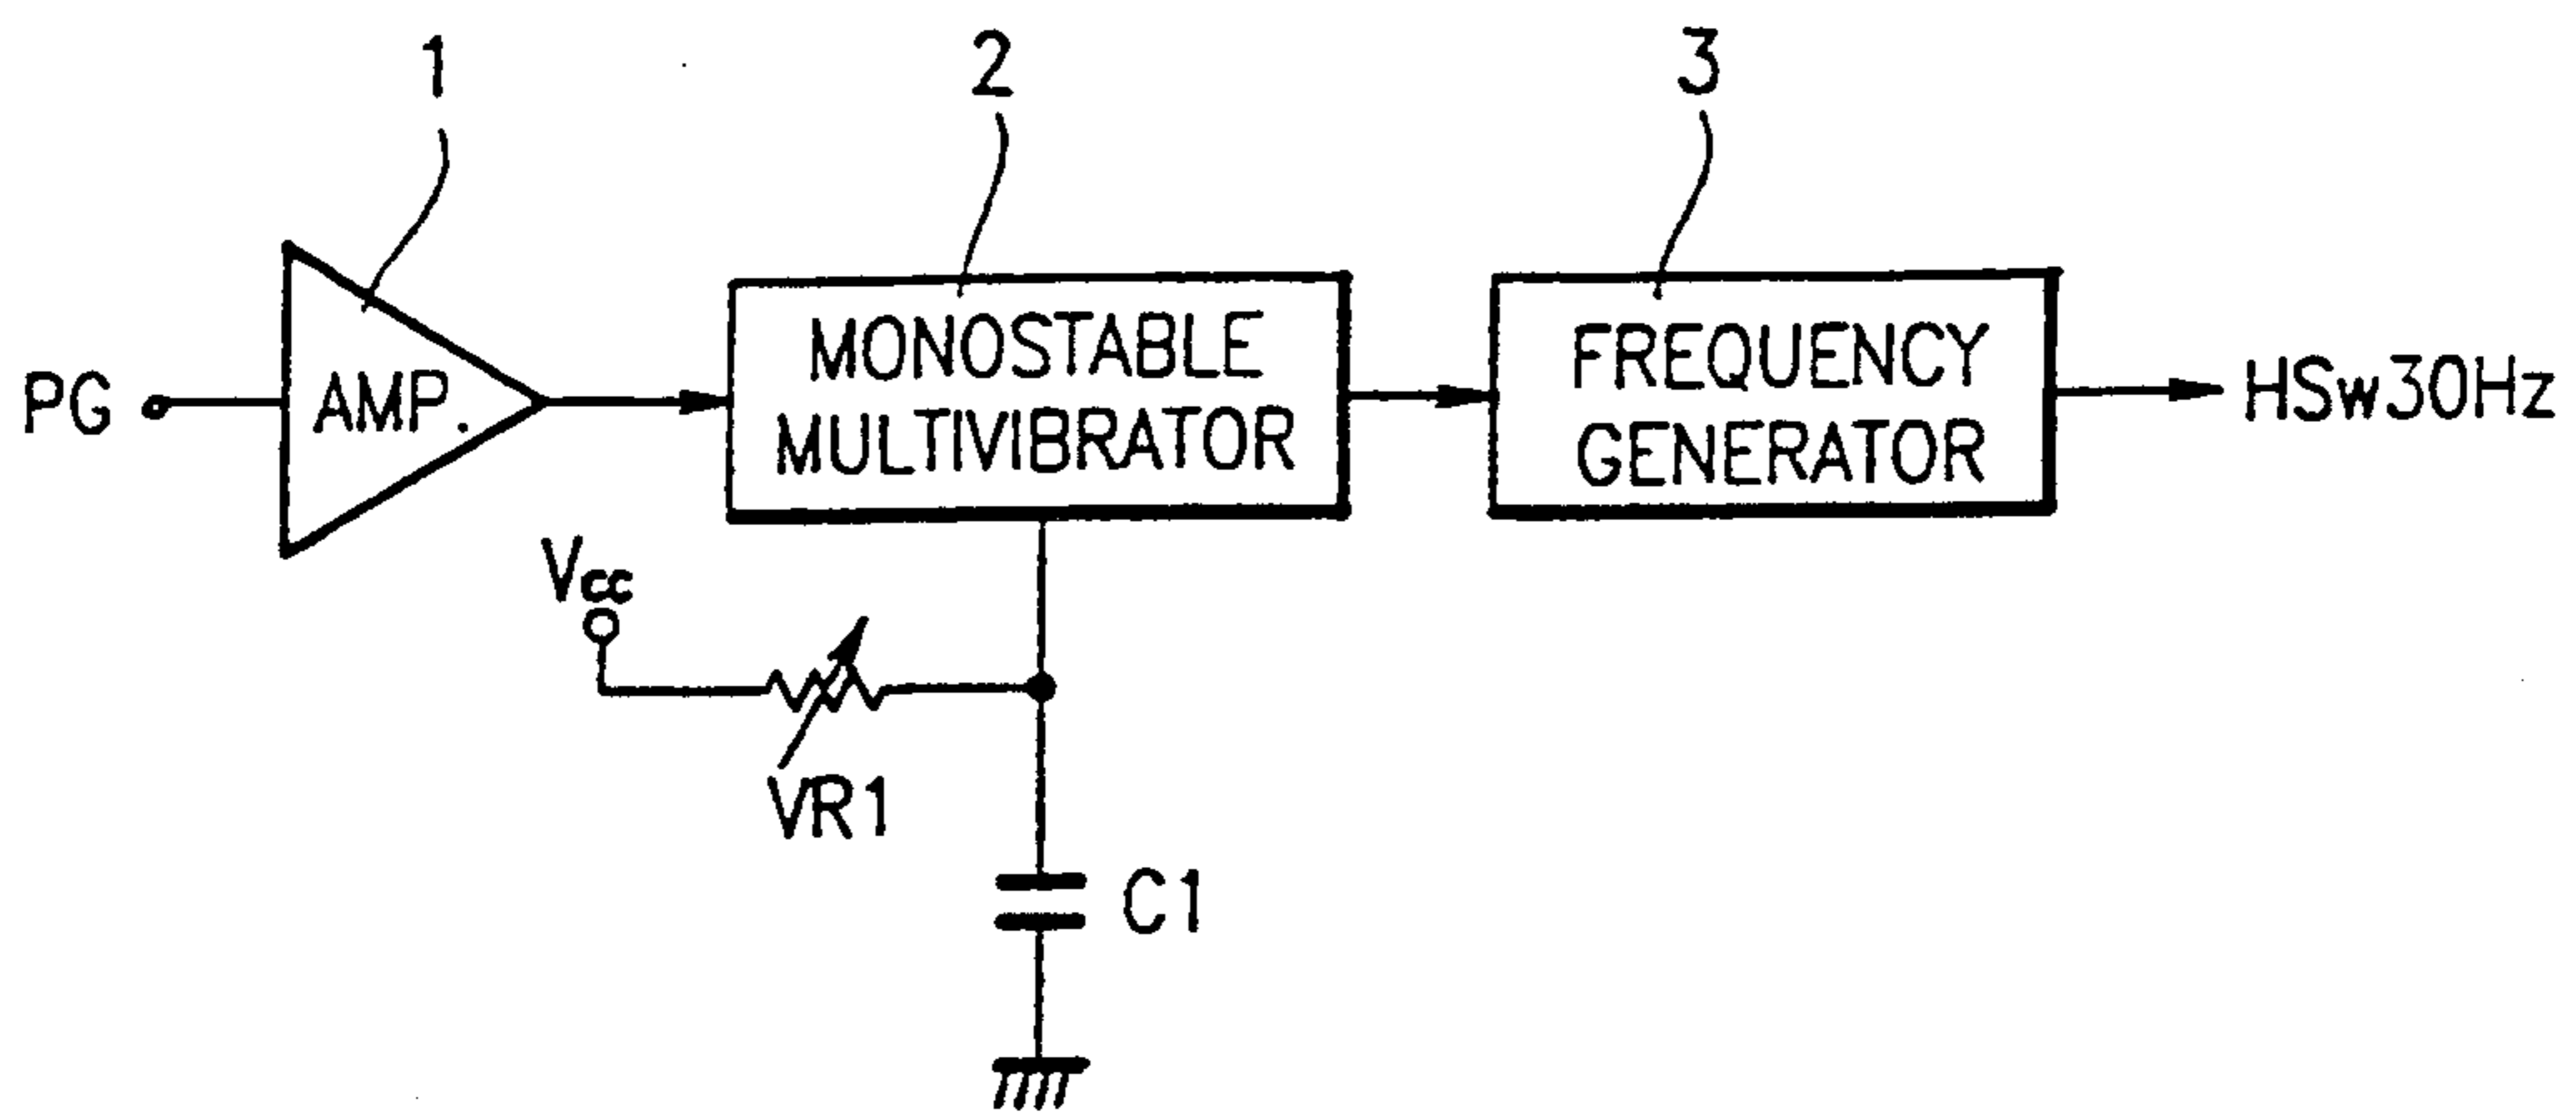 1
2
3
PG
AMP.
MONOSTABLE
MULTIVIBRATOR
FREQUENCY
GENERATOR
HSw30Hz
Vcc
VR1
C1